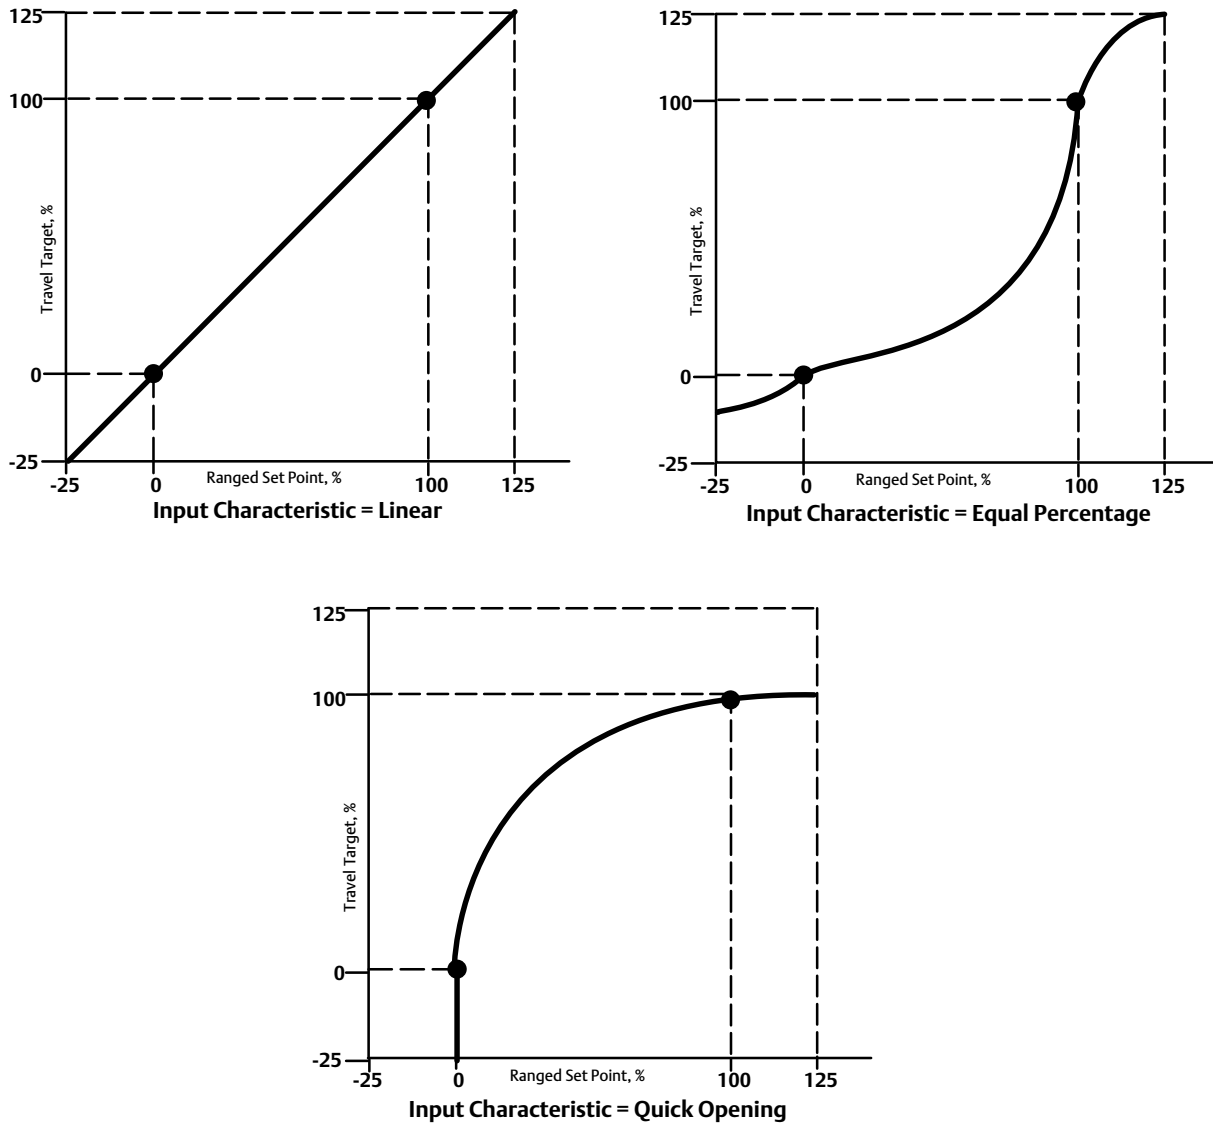 125
100
Travel Target, %
0
-25
-25 0 Ranged Set Point, % 100 125
Input Characteristic = Linear
125
100
Travel Target, %
0
-25
-25 0 Ranged Set Point, % 100 125
Input Characteristic = Equal Percentage
125
100
Travel Target, %
0
-25
-25 0 Ranged Set Point, % 100 125
Input Characteristic = Quick Opening